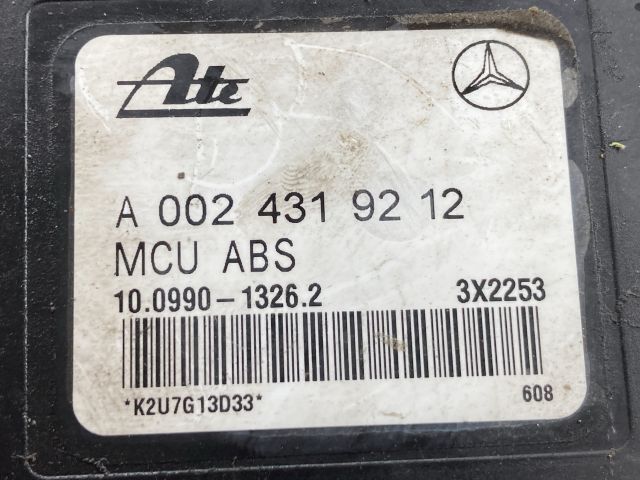 Ate
A 002 431 92 12
MCU ABS
10.0990-1326.2 3X2253
*K2U7G13D33* 608